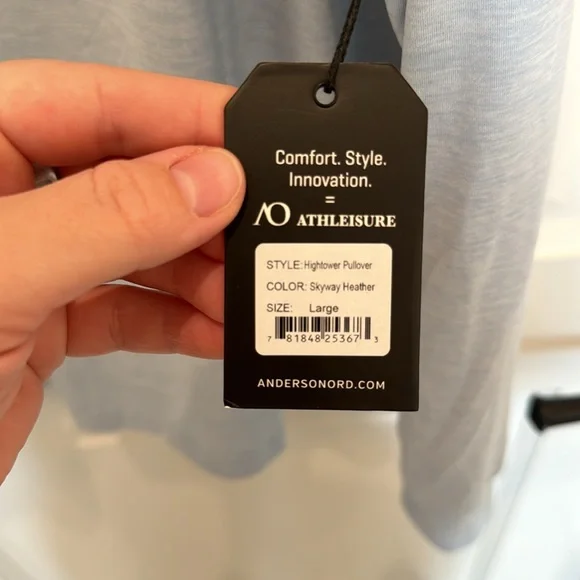 Comfort. Style.
Innovation.
=
AO ATHLEISURE
STYLE: Hightower Pullover
COLOR: Skyway Heather
SIZE: Large
7 81848 25367 3
ANDERSONORD.COM